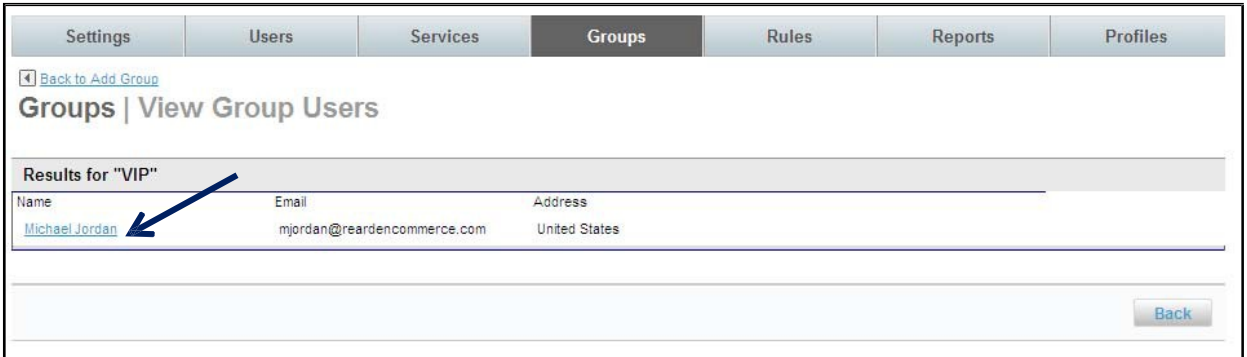 Settings Users Services Groups Rules Reports Profiles
Back to Add Group
Groups | View Group Users
Results for "VIP"
Name Email Address
Michael Jordan mjordan@reardencommerce.com United States
Back